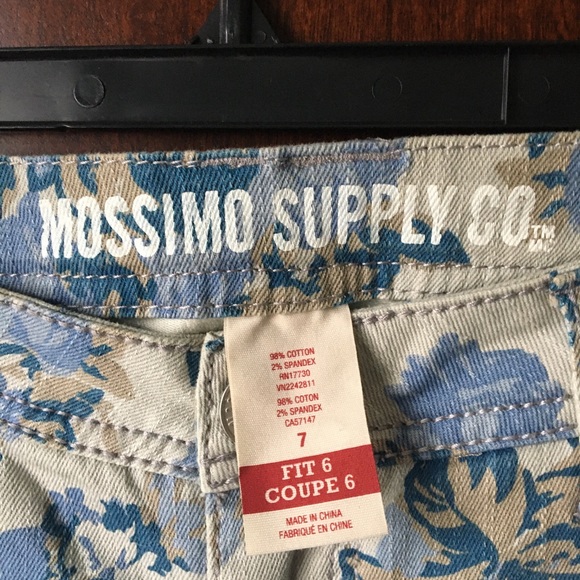 MOSSIMO SUPPLY CO.™
MC
98% COTTON
2% SPANDEX
RN17730
VN2242811
98% COTON
2% SPANDEX
CA57147
7
FIT 6
COUPE 6
MADE IN CHINA
FABRIQUÉ EN CHINE